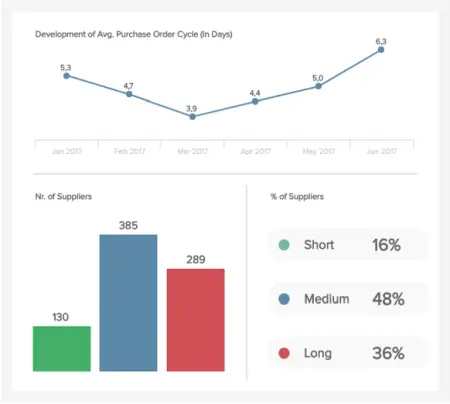 Development of Avg. Purchase Order Cycle (In Days)
5,3
4,7
3,9
4,4
5,0
6,3
Jan 2017
Feb 2017
Mar 2017
Apr 2017
May 2017
Jun 2017
Nr. of Suppliers
130
385
289
% of Suppliers
Short 16%
Medium 48%
Long 36%